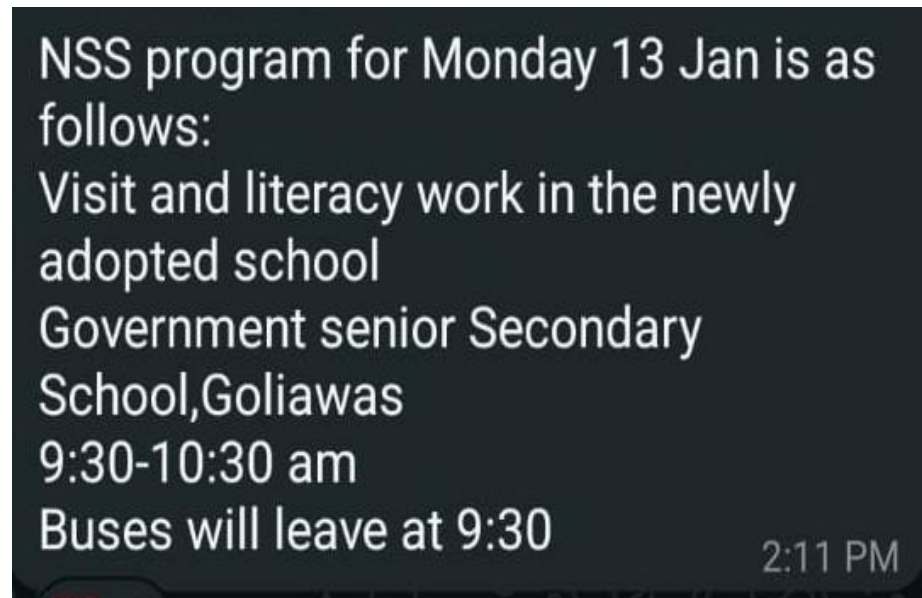 NSS program for Monday 13 Jan is as
follows:
Visit and literacy work in the newly
adopted school
Government senior Secondary
School,Goliawas
9:30-10:30 am
Buses will leave at 9:30
2:11 PM